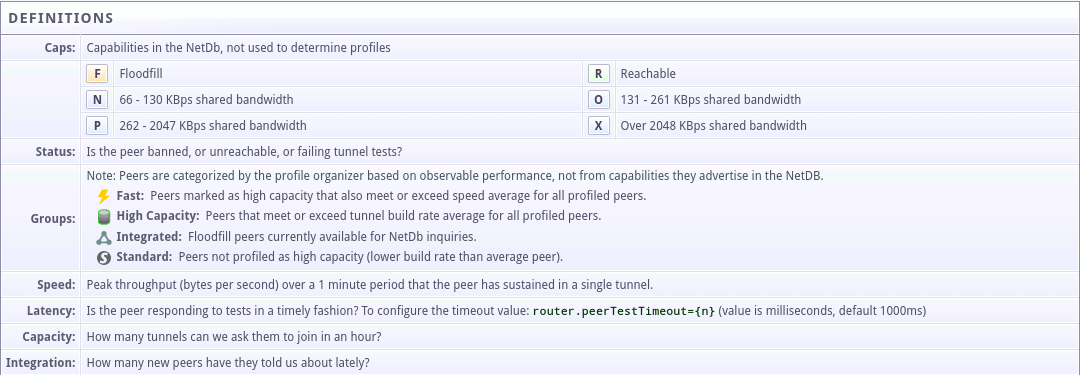 DEFINITIONS
Caps: Capabilities in the NetDb, not used to determine profiles
F Floodfill R Reachable
N 66 - 130 KBps shared bandwidth O 131 - 261 KBps shared bandwidth
P 262 - 2047 KBps shared bandwidth X Over 2048 KBps shared bandwidth
Status: Is the peer banned, or unreachable, or failing tunnel tests?
Note: Peers are categorized by the profile organizer based on observable performance, not from capabilities they advertise in the NetDB.
Groups:
Fast: Peers marked as high capacity that also meet or exceed speed average for all profiled peers.
High Capacity: Peers that meet or exceed tunnel build rate average for all profiled peers.
Integrated: Floodfill peers currently available for NetDb inquiries.
Standard: Peers not profiled as high capacity (lower build rate than average peer).
Speed: Peak throughput (bytes per second) over a 1 minute period that the peer has sustained in a single tunnel.
Latency: Is the peer responding to tests in a timely fashion? To configure the timeout value: router.peerTestTimeout={n} (value is milliseconds, default 1000ms)
Capacity: How many tunnels can we ask them to join in an hour?
Integration: How many new peers have they told us about lately?